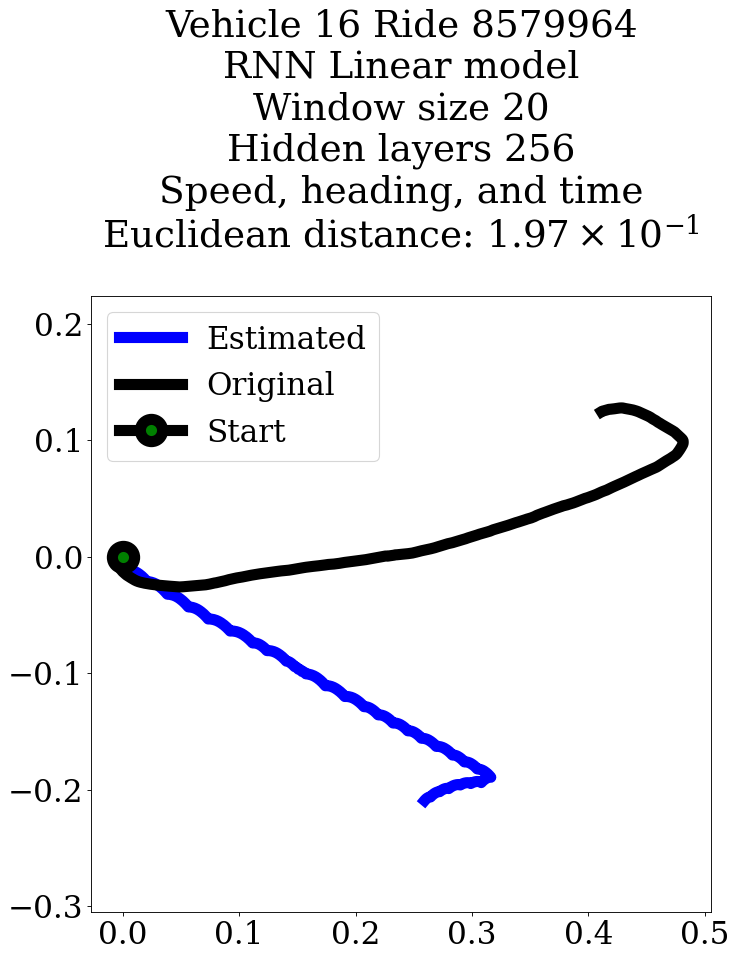 Vehicle 16 Ride 8579964
RNN Linear model
Window size 20
Hidden layers 256
Speed, heading, and time
Euclidean distance: 1.97 × 10⁻¹
Estimated
Original
Start
0.2
0.1
0.0
−0.1
−0.2
−0.3
0.0 0.1 0.2 0.3 0.4 0.5